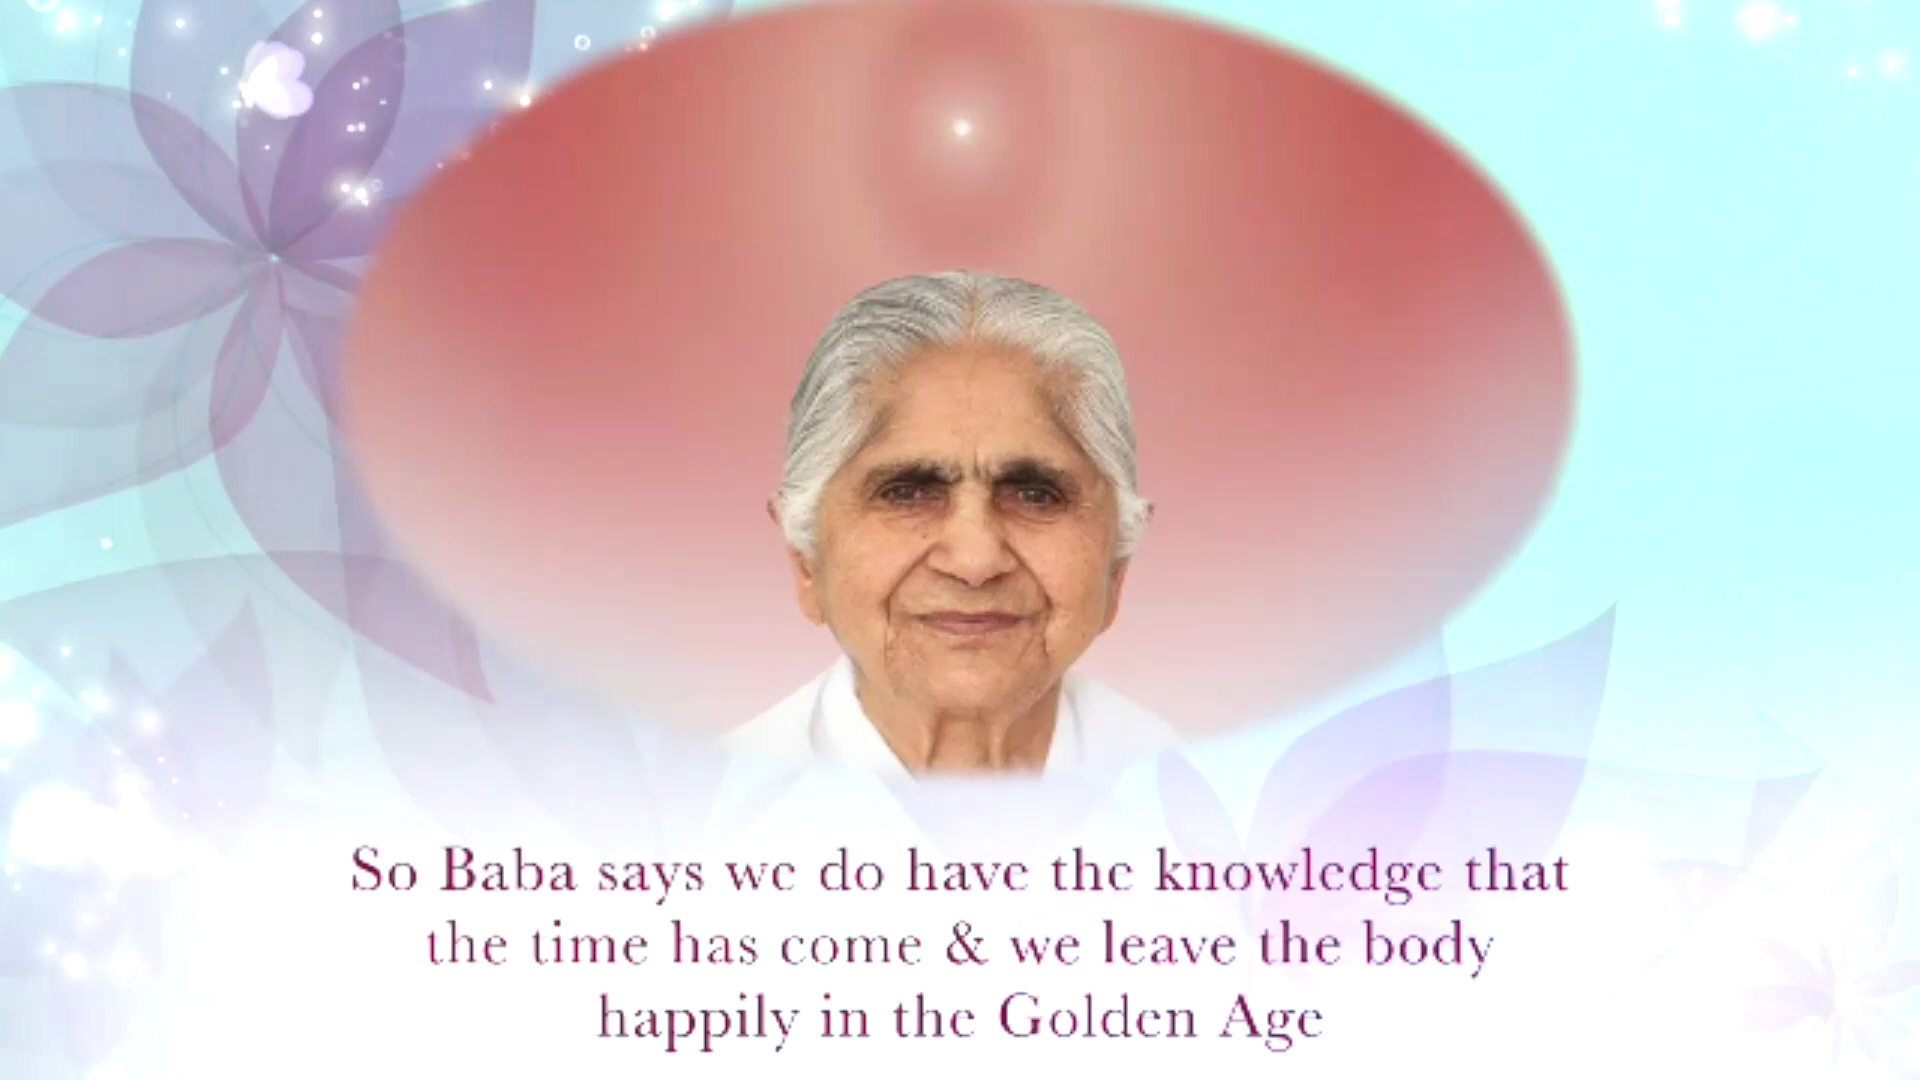 So Baba says we do have the knowledge that
the time has come & we leave the body
happily in the Golden Age